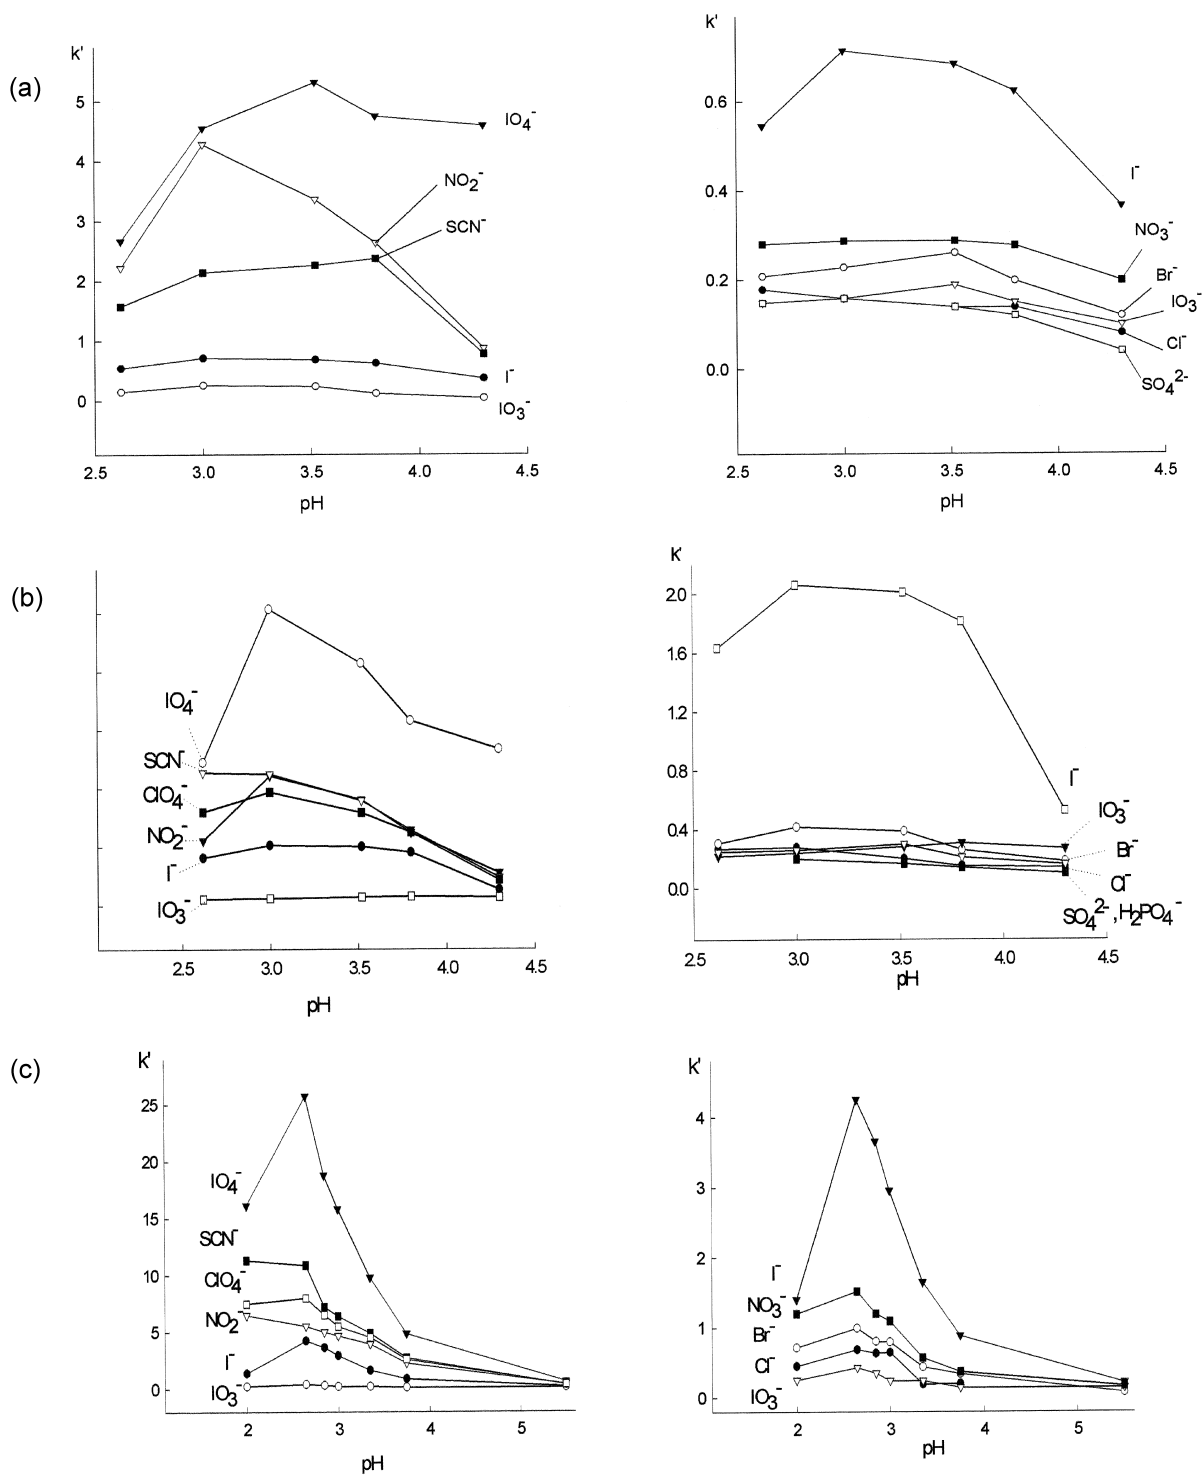 (a)
k'
5
4
3
2
1
0
IO₄⁻
NO₂⁻
SCN⁻
I⁻
IO₃⁻
2.5 3.0 3.5 4.0 4.5
pH
k'
0.6
0.4
0.2
0.0
I⁻
NO₃⁻
Br⁻
IO₃⁻
Cl⁻
SO₄²⁻
2.5 3.0 3.5 4.0 4.5
pH
(b)
IO₄⁻
SCN⁻
ClO₄⁻
NO₂⁻
I⁻
IO₃⁻
2.5 3.0 3.5 4.0 4.5
pH
k'
2.0
1.6
1.2
0.8
0.4
0.0
I⁻
IO₃⁻
Br⁻
Cl⁻
SO₄²⁻, H₂PO₄⁻
2.5 3.0 3.5 4.0 4.5
pH
(c)
k'
25
20
15
10
5
0
IO₄⁻
SCN⁻
ClO₄⁻
NO₂⁻
I⁻
IO₃⁻
2 3 4 5
pH
k'
4
3
2
1
0
I⁻
NO₃⁻
Br⁻
Cl⁻
IO₃⁻
2 3 4 5
pH